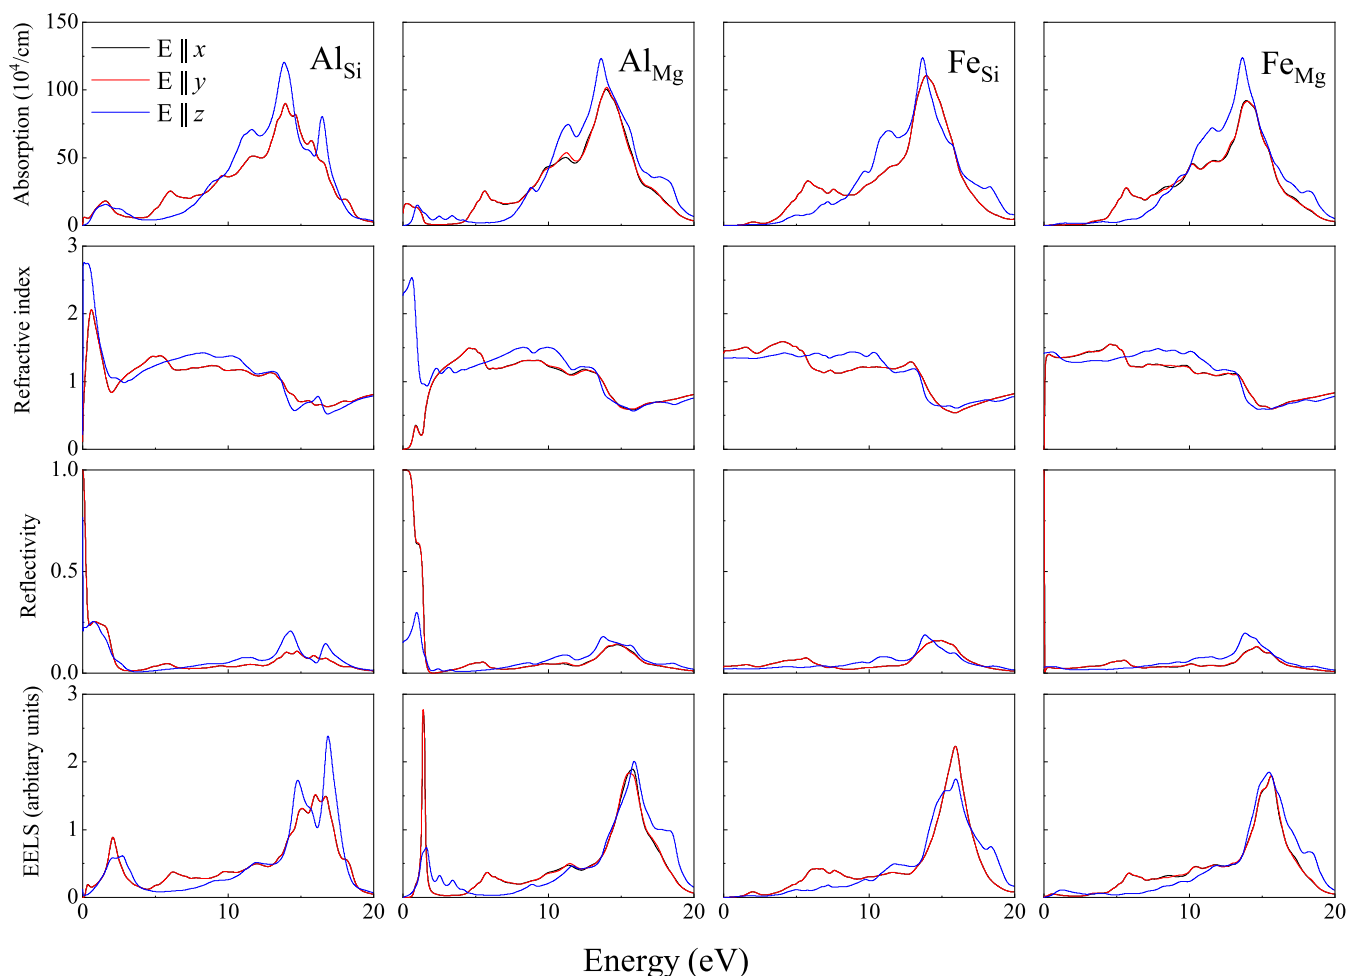 150
100
50
0
Absorption (10⁴/cm)
E ∥ x
E ∥ y
E ∥ z
Al_Si
Al_Mg
Fe_Si
Fe_Mg
3
2
1
0
Refractive index
1.0
0.5
0.0
Reflectivity
3
2
1
0
EELS (arbitary units)
0 10 20 0 10 20 0 10 20 0 10 20
Energy (eV)